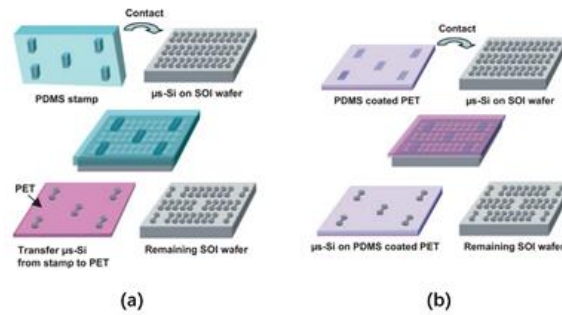 Contact
PDMS stamp
μs-Si on SOI wafer
PET
Transfer μs-Si
from stamp to PET
Remaining SOI wafer
(a)
Contact
PDMS coated PET
μs-Si on SOI wafer
μs-Si on PDMS coated PET
Remaining SOI wafer
(b)